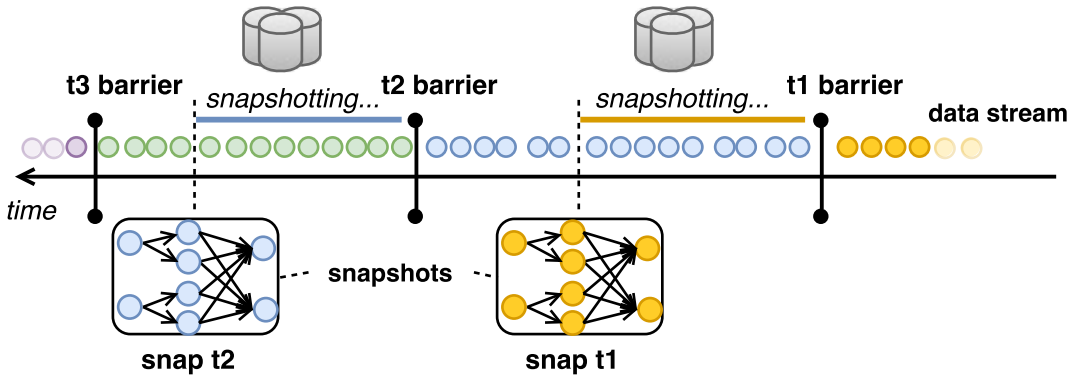 t3 barrier
t2 barrier
t1 barrier
snapshotting...
snapshotting...
data stream
time
snapshots
snap t2
snap t1